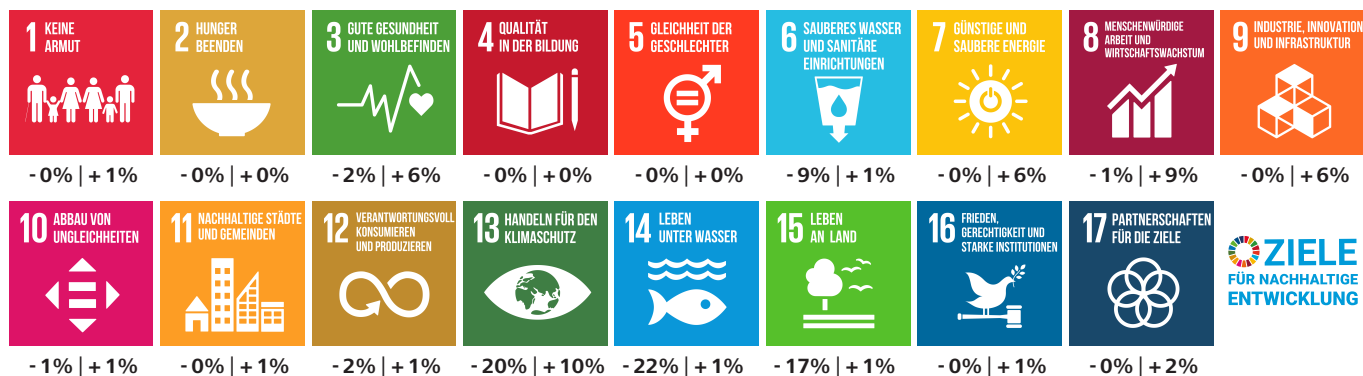 1 KEINE
ARMUT
2 HUNGER
BEENDEN
3 GUTE GESUNDHEIT
UND WOHLBEFINDEN
4 QUALITÄT
IN DER BILDUNG
5 GLEICHHEIT DER
GESCHLECHTER
6 SAUBERES WASSER
UND SANITÄRE
EINRICHTUNGEN
7 GÜNSTIGE UND
SAUBERE ENERGIE
8 MENSCHENWÜRDIGE
ARBEIT UND
WIRTSCHAFTSWACHSTUM
9 INDUSTRIE, INNOVATION
UND INFRASTRUKTUR
-0% | +1%
-0% | +0%
-2% | +6%
-0% | +0%
-0% | +0%
-9% | +1%
-0% | +6%
-1% | +9%
-0% | +6%
10 ABBAU VON
UNGLEICHHEITEN
11 NACHHALTIGE STÄDTE
UND GEMEINDEN
12 VERANTWORTUNGSVOLL
KONSUMIEREN
UND PRODUZIEREN
13 HANDELN FÜR DEN
KLIMASCHUTZ
14 LEBEN
UNTER WASSER
15 LEBEN
AN LAND
16 FRIEDEN,
GERECHTIGKEIT UND
STARKE INSTITUTIONEN
17 PARTNERSCHAFTEN
FÜR DIE ZIELE
ZIELE
FÜR NACHHALTIGE
ENTWICKLUNG
-1% | +1%
-0% | +1%
-2% | +1%
-20% | +10%
-22% | +1%
-17% | +1%
-0% | +1%
-0% | +2%